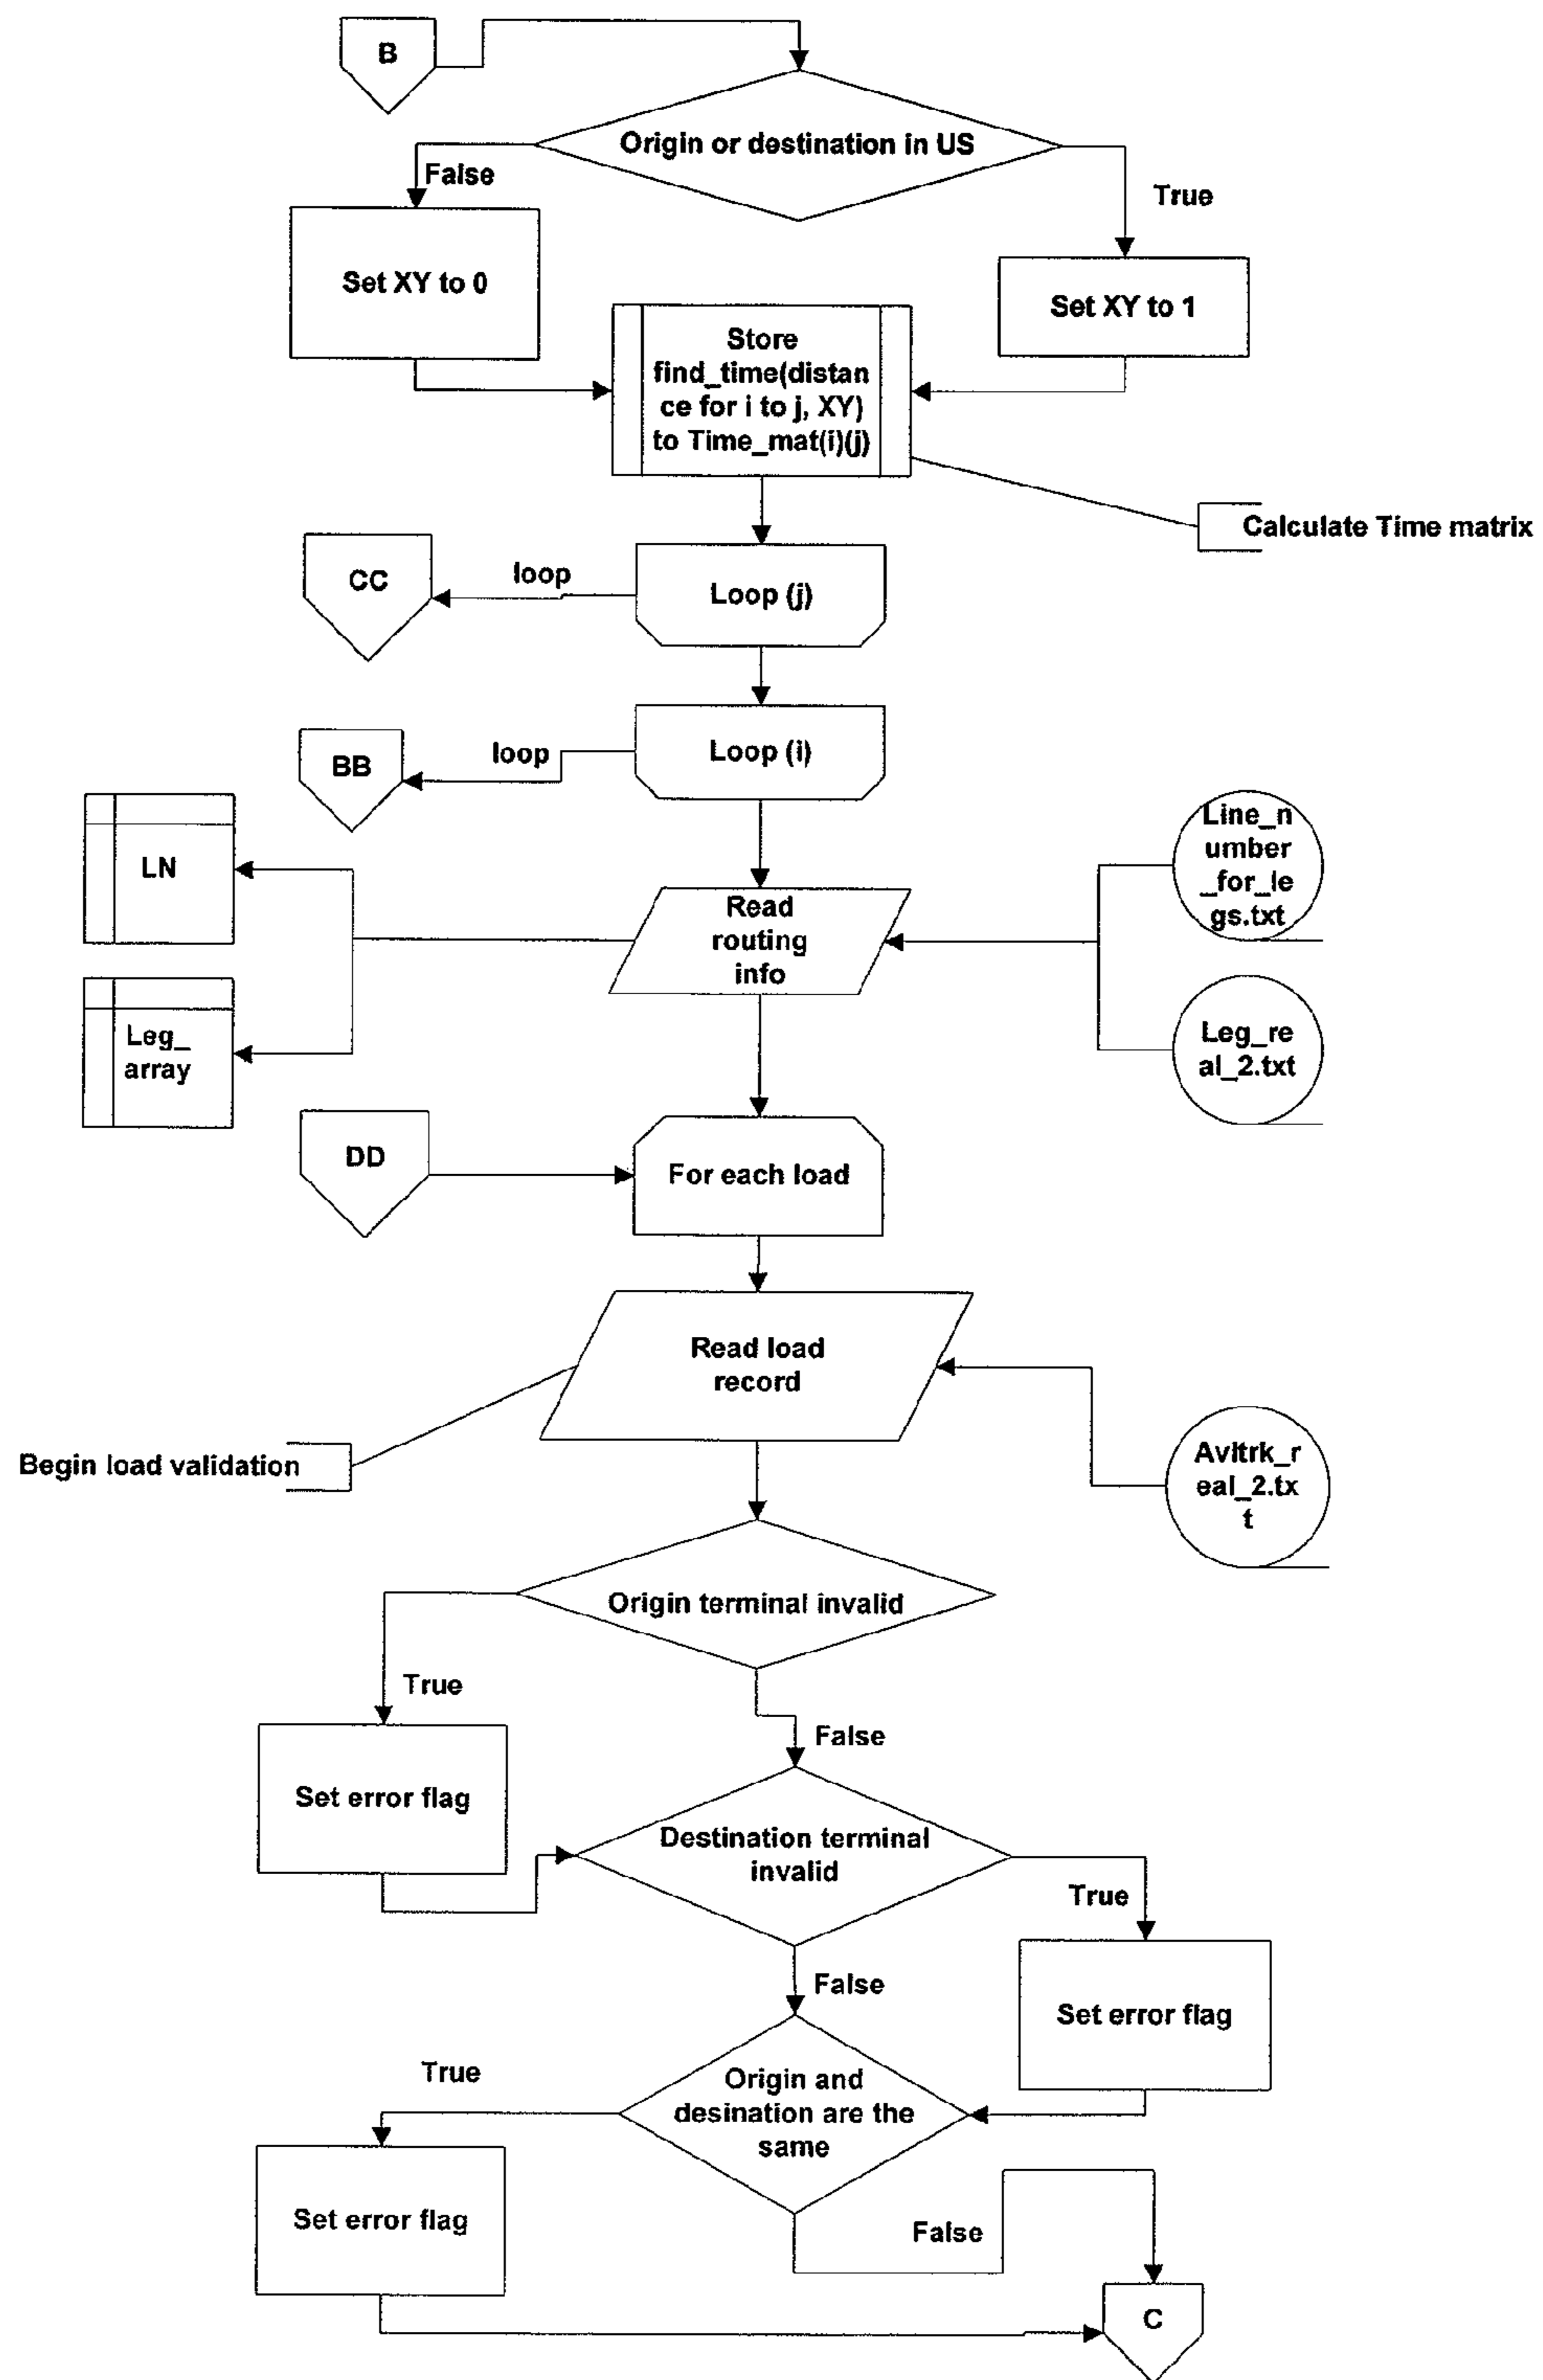 B
Origin or destination in US
False
True
Set XY to 0
Set XY to 1
Store
find_time(distan
ce for i to j, XY)
to Time_mat(i)(j)
Calculate Time matrix
CC
loop
Loop (j)
BB
loop
Loop (i)
LN
Line_n
umber
_for_le
gs.txt
Read
routing
info
Leg_
array
Leg_re
al_2.txt
DD
For each load
Read load
record
Begin load validation
Avltrk_r
eal_2.tx
t
Origin terminal invalid
True
False
Set error flag
Destination terminal
invalid
True
False
Set error flag
True
Origin and
desination are the
same
Set error flag
False
C